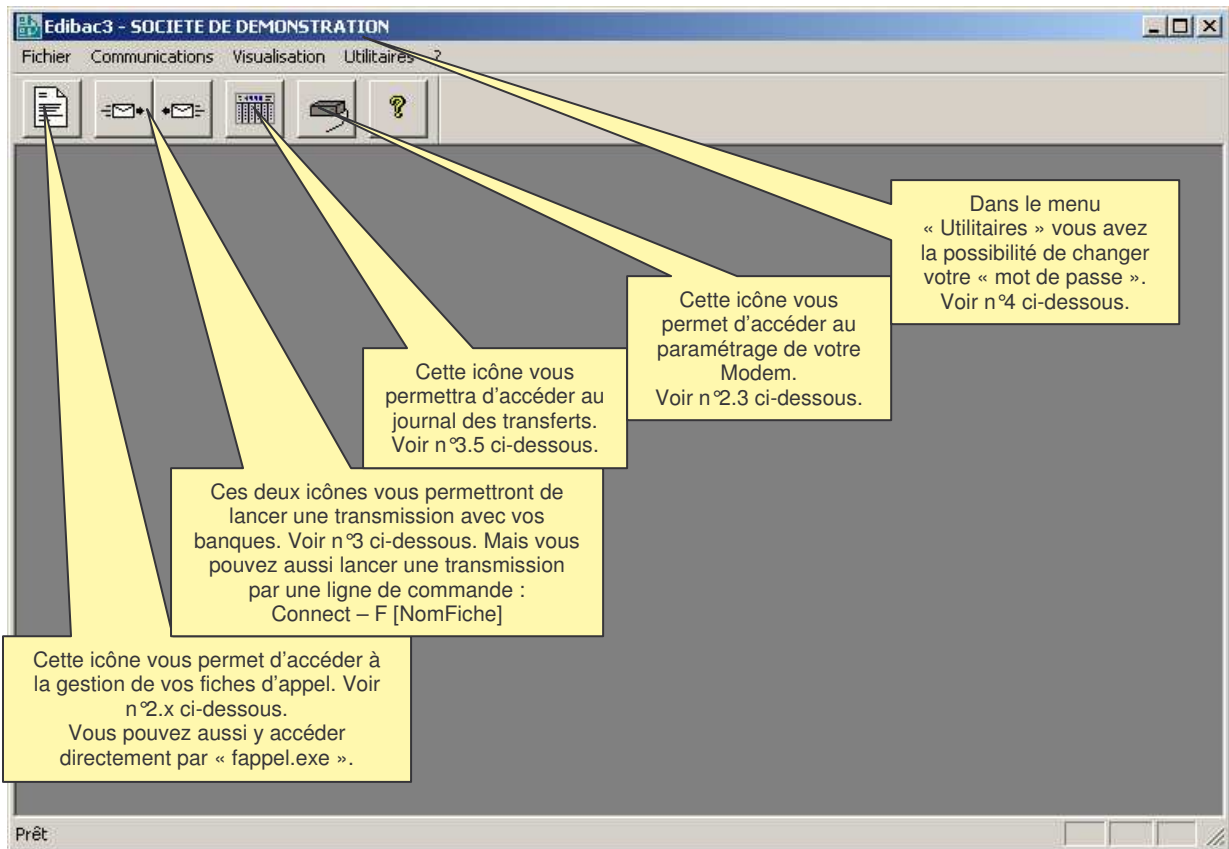 Edibac3 - SOCIETE DE DEMONSTRATION
Fichier Communications Visualisation Utilitaires ?
Dans le menu
« Utilitaires » vous avez
la possibilité de changer
votre « mot de passe ».
Voir n°4 ci-dessous.
Cette icône vous
permet d'accéder au
paramétrage de votre
Modem.
Voir n°2.3 ci-dessous.
Cette icône vous
permettra d'accéder au
journal des transferts.
Voir n°3.5 ci-dessous.
Ces deux icônes vous permettront de
lancer une transmission avec vos
banques. Voir n°3 ci-dessous. Mais vous
pouvez aussi lancer une transmission
par une ligne de commande :
Connect – F [NomFiche]
Cette icône vous permet d'accéder à
la gestion de vos fiches d'appel. Voir
n°2.x ci-dessous.
Vous pouvez aussi y accéder
directement par « fappel.exe ».
Prêt